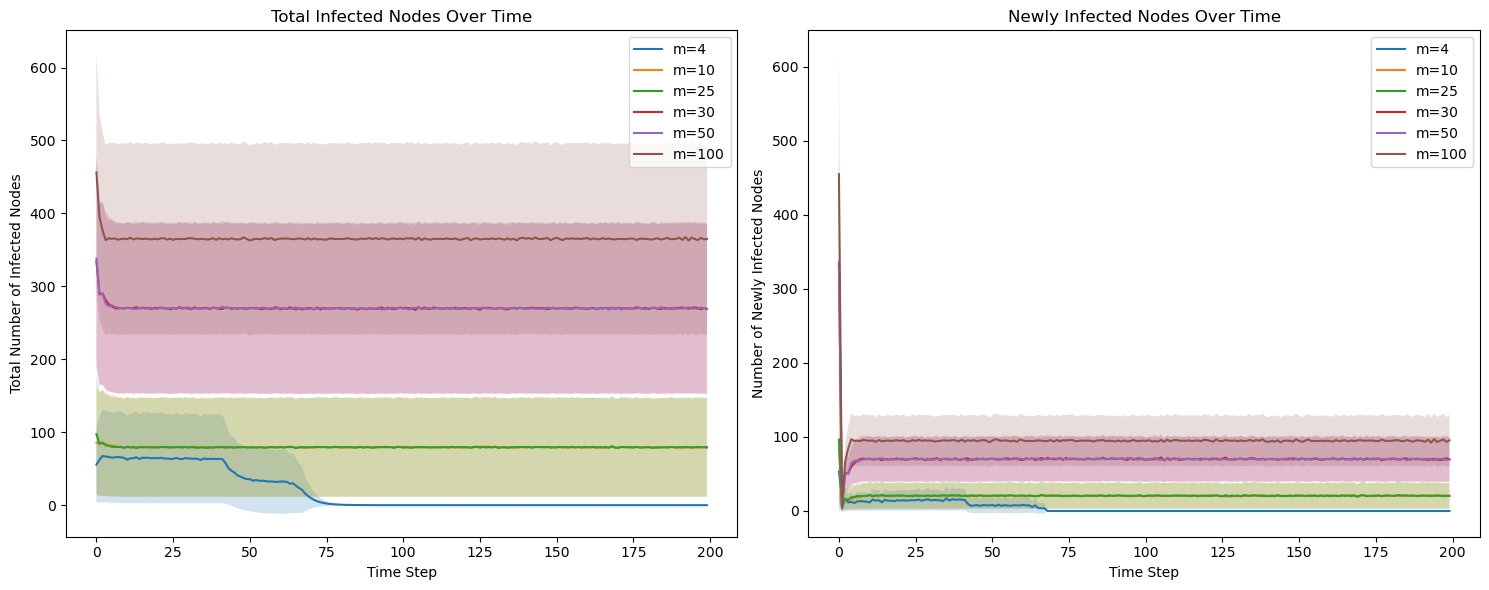 Total Infected Nodes Over Time
Total Number of Infected Nodes
600
500
400
300
200
100
0
0 25 50 75 100 125 150 175 200
Time Step
m=4
m=10
m=25
m=30
m=50
m=100
Newly Infected Nodes Over Time
Number of Newly Infected Nodes
600
500
400
300
200
100
0
0 25 50 75 100 125 150 175 200
Time Step
m=4
m=10
m=25
m=30
m=50
m=100